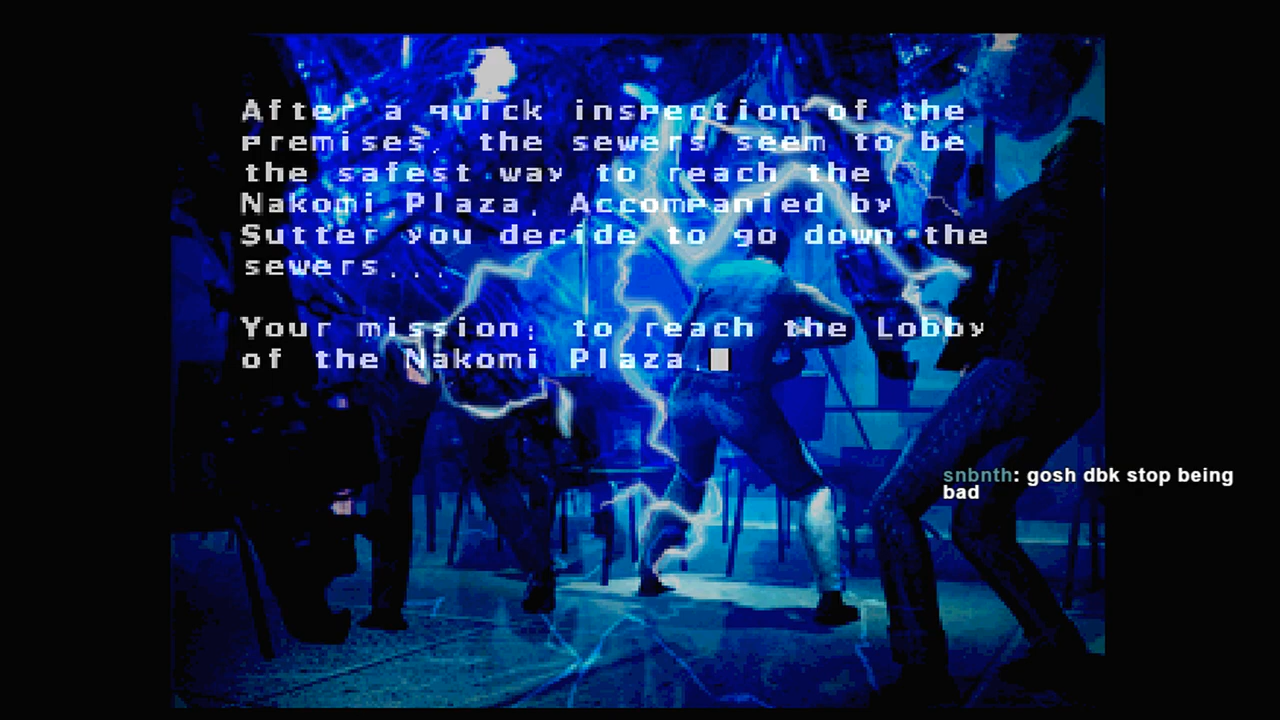 After a quick inspection of the
premises, the sewers seem to be
the safest way to reach the
Nakomi Plaza. Accompanied by
Sutter you decide to go down the
sewers...
Your mission: to reach the Lobby
of the Nakomi Plaza.
snbnth: gosh dbk stop being
bad